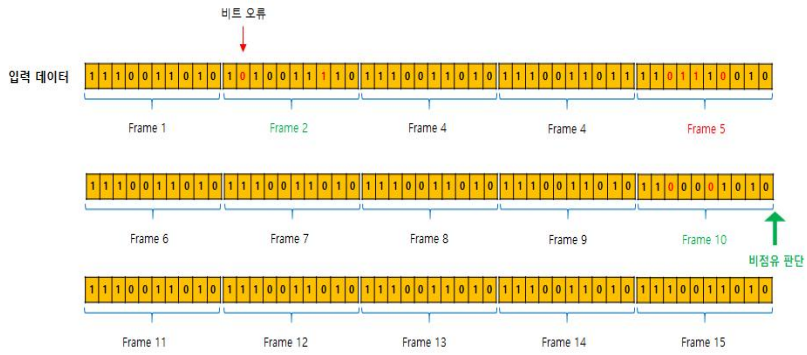 비트 오류
입력 데이터
1 1 1 0 0 1 1 0 1 0 1 0 1 0 0 1 1 1 1 0 1 1 1 0 0 1 1 0 1 0 1 1 1 0 0 1 1 0 1 1 1 1 0 1 1 1 0 0 1 0
Frame 1 Frame 2 Frame 4 Frame 4 Frame 5
1 1 1 0 0 1 1 0 1 0 1 1 1 0 0 1 1 0 1 0 1 1 1 0 0 1 1 0 1 0 1 1 1 0 0 1 1 0 1 0 1 1 0 0 0 0 1 0 1 0
Frame 6 Frame 7 Frame 8 Frame 9 Frame 10
비점유 판단
1 1 1 0 0 1 1 0 1 0 1 1 1 0 0 1 1 0 1 0 1 1 1 0 0 1 1 0 1 0 1 1 1 0 0 1 1 0 1 0 1 1 1 0 0 1 1 0 1 0
Frame 11 Frame 12 Frame 13 Frame 14 Frame 15